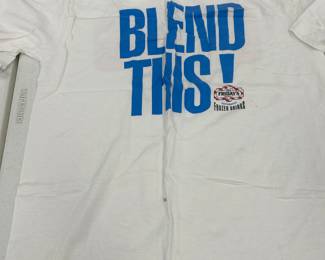 BLEND
THIS!
FRIDAY'S
FROZEN DRINKS